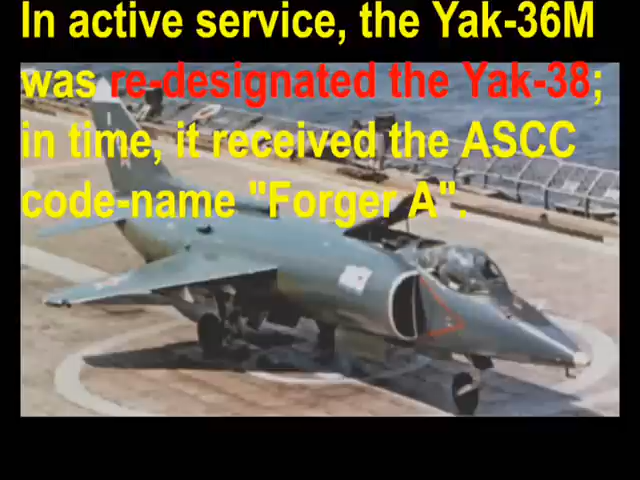 In active service, the Yak-36M
was re-designated the Yak-38;
in time, it received the ASCC
code-name "Forger A".